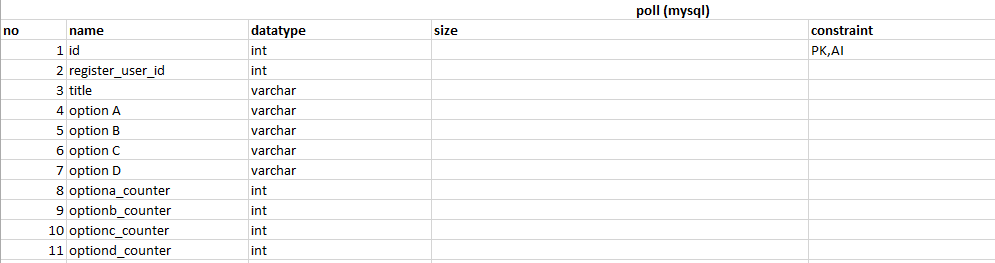 poll (mysql)
no name datatype size constraint
1 id int PK,AI
2 register_user_id int
3 title varchar
4 option A varchar
5 option B varchar
6 option C varchar
7 option D varchar
8 optiona_counter int
9 optionb_counter int
10 optionc_counter int
11 optiond_counter int